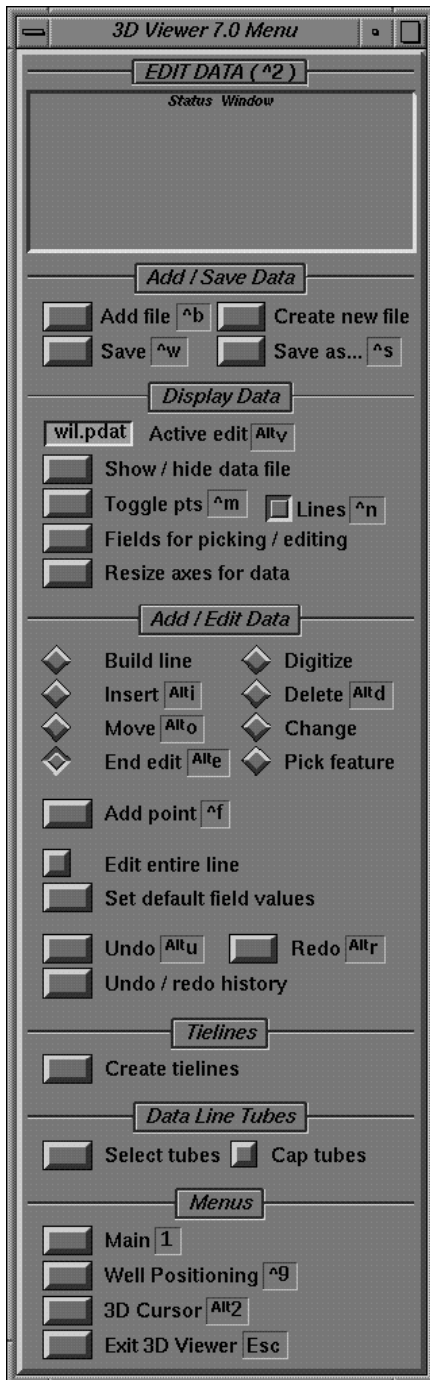 3D Viewer 7.0 Menu
EDIT DATA ( ^2 )
Status Window
Add / Save Data
Add file ^b Create new file
Save ^w Save as... ^s
Display Data
wil.pdat Active edit Altv
Show / hide data file
Toggle pts ^m Lines ^n
Fields for picking / editing
Resize axes for data
Add / Edit Data
Build line Digitize
Insert Alti Delete Altd
Move Alto Change
End edit Alte Pick feature
Add point ^f
Edit entire line
Set default field values
Undo Altu Redo Altr
Undo / redo history
Tielines
Create tielines
Data Line Tubes
Select tubes Cap tubes
Menus
Main 1
Well Positioning ^g
3D Cursor Alt2
Exit 3D Viewer Esc